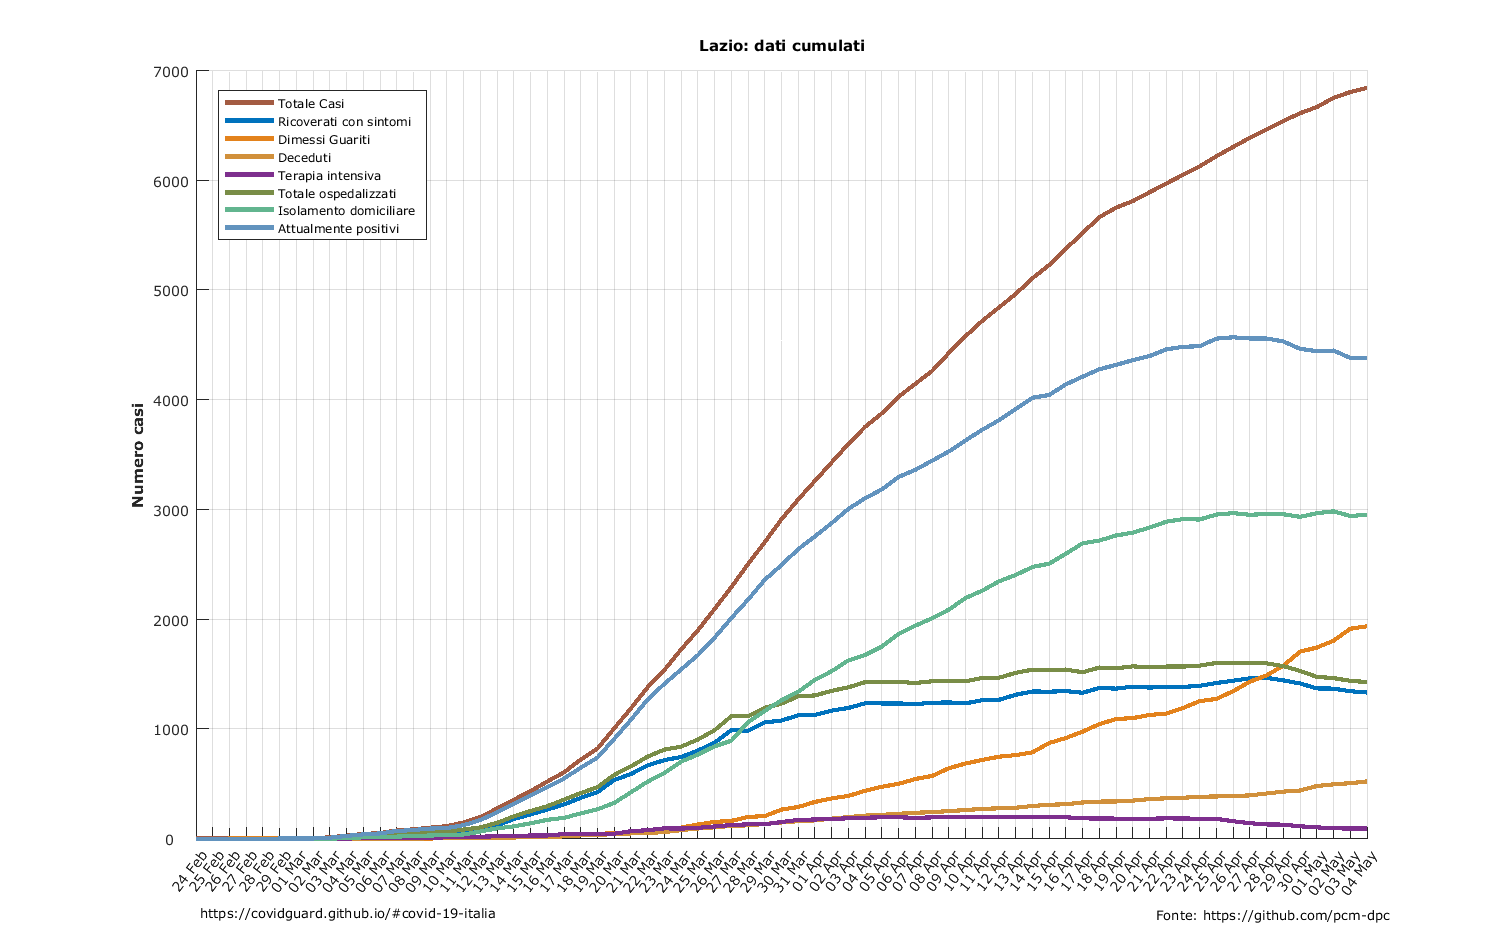 Lazio: dati cumulati
7000
6000
5000
4000
3000
2000
1000
0
Numero casi
Totale Casi
Ricoverati con sintomi
Dimessi Guariti
Deceduti
Terapia intensiva
Totale ospedalizzati
Isolamento domiciliare
Attualmente positivi
24 Feb
25 Feb
26 Feb
27 Feb
28 Feb
29 Feb
01 Mar
02 Mar
03 Mar
04 Mar
05 Mar
06 Mar
07 Mar
08 Mar
09 Mar
10 Mar
11 Mar
12 Mar
13 Mar
14 Mar
15 Mar
16 Mar
17 Mar
18 Mar
19 Mar
20 Mar
21 Mar
22 Mar
23 Mar
24 Mar
25 Mar
26 Mar
27 Mar
28 Mar
29 Mar
30 Mar
31 Mar
01 Apr
02 Apr
03 Apr
04 Apr
05 Apr
06 Apr
07 Apr
08 Apr
09 Apr
10 Apr
11 Apr
12 Apr
13 Apr
14 Apr
15 Apr
16 Apr
17 Apr
18 Apr
19 Apr
20 Apr
21 Apr
22 Apr
23 Apr
24 Apr
25 Apr
26 Apr
27 Apr
28 Apr
29 Apr
30 Apr
01 May
02 May
03 May
04 May
https://covidguard.github.io/#covid-19-italia
Fonte: https://github.com/pcm-dpc